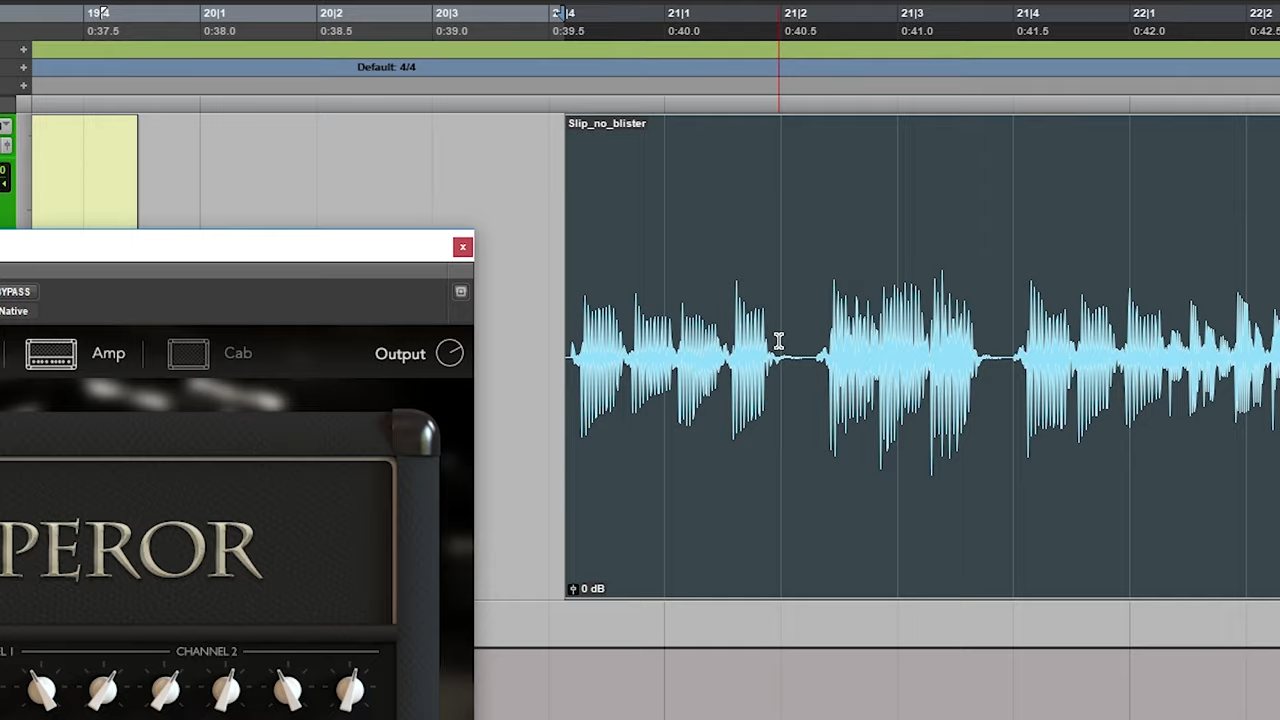 19|4 20|1 20|2 20|3 |4 21|1 21|2 21|3 21|4 22|1 22|2
0:37.5 0:38.0 0:38.5 0:39.0 0:39.5 0:40.0 0:40.5 0:41.0 0:41.5 0:42.0 0:42.5
Default: 4/4
Slip_no_blister
x
BYPASS
Native
Amp Cab Output
PEROR
0 dB
CHANNEL 2